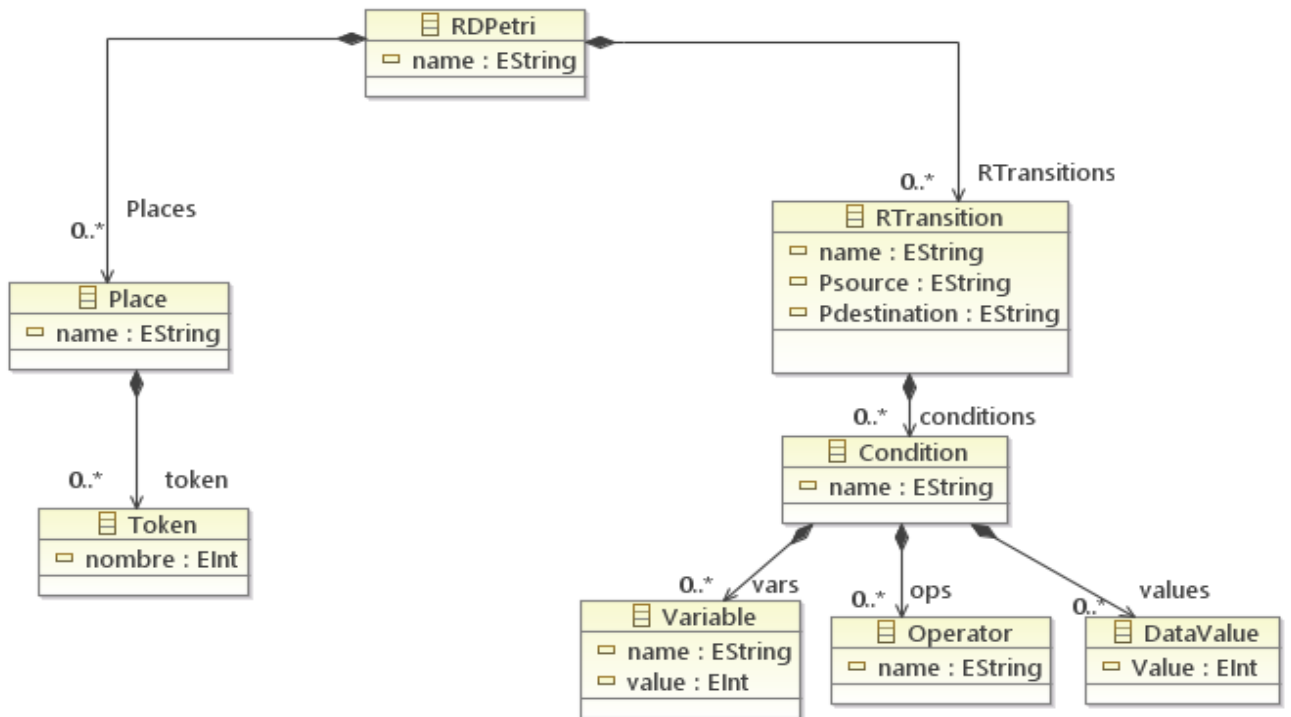 RDPetri
name : EString
RTransitions
0..*
Places
0..*
RTransition
name : EString
Psource : EString
Pdestination : EString
Place
name : EString
0..*
conditions
Condition
name : EString
0..*
token
Token
nombre : EInt
0..*
vars
0..*
ops
0..*
values
Variable
name : EString
value : EInt
Operator
name : EString
DataValue
Value : EInt